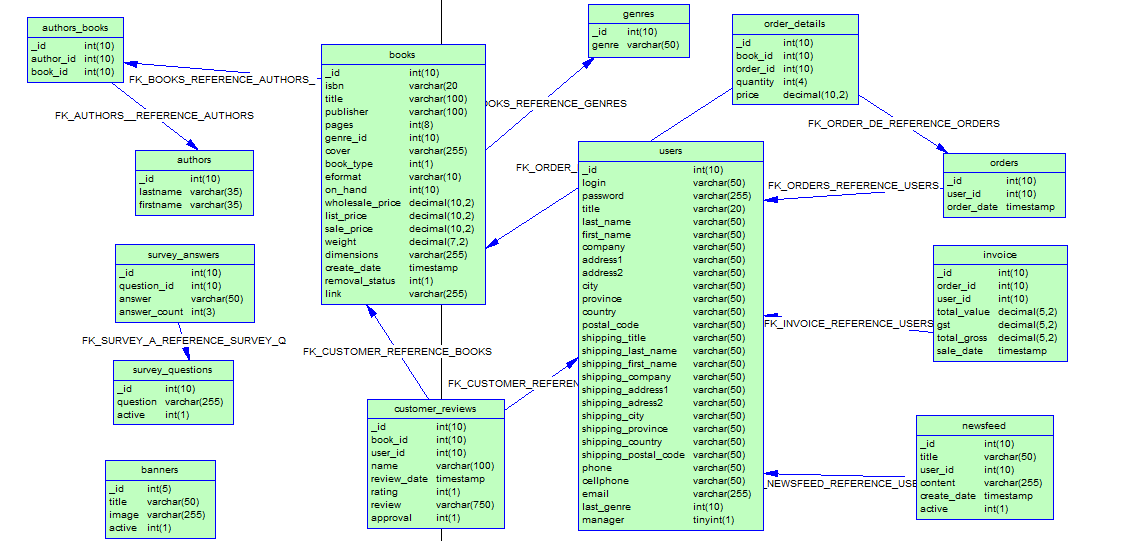 authors_books
_id int(10)
author_id int(10)
book_id int(10)
FK_BOOKS_REFERENCE_AUTHORS_
FK_AUTHORS__REFERENCE_AUTHORS
authors
_id int(10)
lastname varchar(35)
firstname varchar(35)
survey_answers
_id int(10)
question_id int(10)
answer varchar(50)
answer_count int(3)
FK_SURVEY_A_REFERENCE_SURVEY_Q
survey_questions
_id int(10)
question varchar(255)
active int(1)
banners
_id int(5)
title varchar(50)
image varchar(255)
active int(1)
books
_id int(10)
isbn varchar(20
title varchar(100)
publisher varchar(100)
pages int(8)
genre_id int(10)
cover varchar(255)
book_type int(1)
eformat varchar(10)
on_hand int(10)
wholesale_price decimal(10,2)
list_price decimal(10,2)
sale_price decimal(10,2)
weight decimal(7,2)
dimensions varchar(255)
create_date timestamp
removal_status int(1)
link varchar(255)
FK_CUSTOMER_REFERENCE_BOOKS
FK_CUSTOMER_REFEREN
customer_reviews
_id int(10)
book_id int(10)
user_id int(10)
name varchar(100)
review_date timestamp
rating int(1)
review varchar(750)
approval int(1)
genres
_id int(10)
genre varchar(50)
OOKS_REFERENCE_GENRES
FK_ORDER_
order_details
_id int(10)
book_id int(10)
order_id int(10)
quantity int(4)
price decimal(10,2)
FK_ORDER_DE_REFERENCE_ORDERS
users
_id int(10)
login varchar(50)
password varchar(255)
title varchar(20)
last_name varchar(50)
first_name varchar(50)
company varchar(50)
address1 varchar(50)
address2 varchar(50)
city varchar(50)
province varchar(50)
country varchar(50)
postal_code varchar(50)
shipping_title varchar(50)
shipping_last_name varchar(50)
shipping_first_name varchar(50)
shipping_company varchar(50)
shipping_address1 varchar(50)
shipping_adress2 varchar(50)
shipping_city varchar(50)
shipping_province varchar(50)
shipping_country varchar(50)
shipping_postal_code varchar(50)
phone varchar(50)
cellphone varchar(50)
email varchar(255)
last_genre int(10)
manager tinyint(1)
FK_ORDERS_REFERENCE_USERS
orders
_id int(10)
user_id int(10)
order_date timestamp
invoice
_id int(10)
order_id int(10)
user_id int(10)
total_value decimal(5,2)
gst decimal(5,2)
total_gross decimal(5,2)
sale_date timestamp
FK_INVOICE_REFERENCE_USERS
newsfeed
_id int(10)
title varchar(50)
user_id int(10)
content varchar(255)
create_date timestamp
active int(1)
_NEWSFEED_REFERENCE_USE